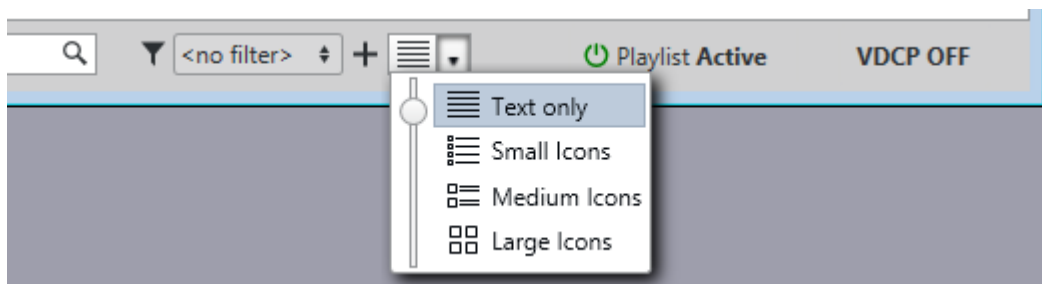 <no filter> Playlist Active VDCP OFF
Text only
Small Icons
Medium Icons
Large Icons